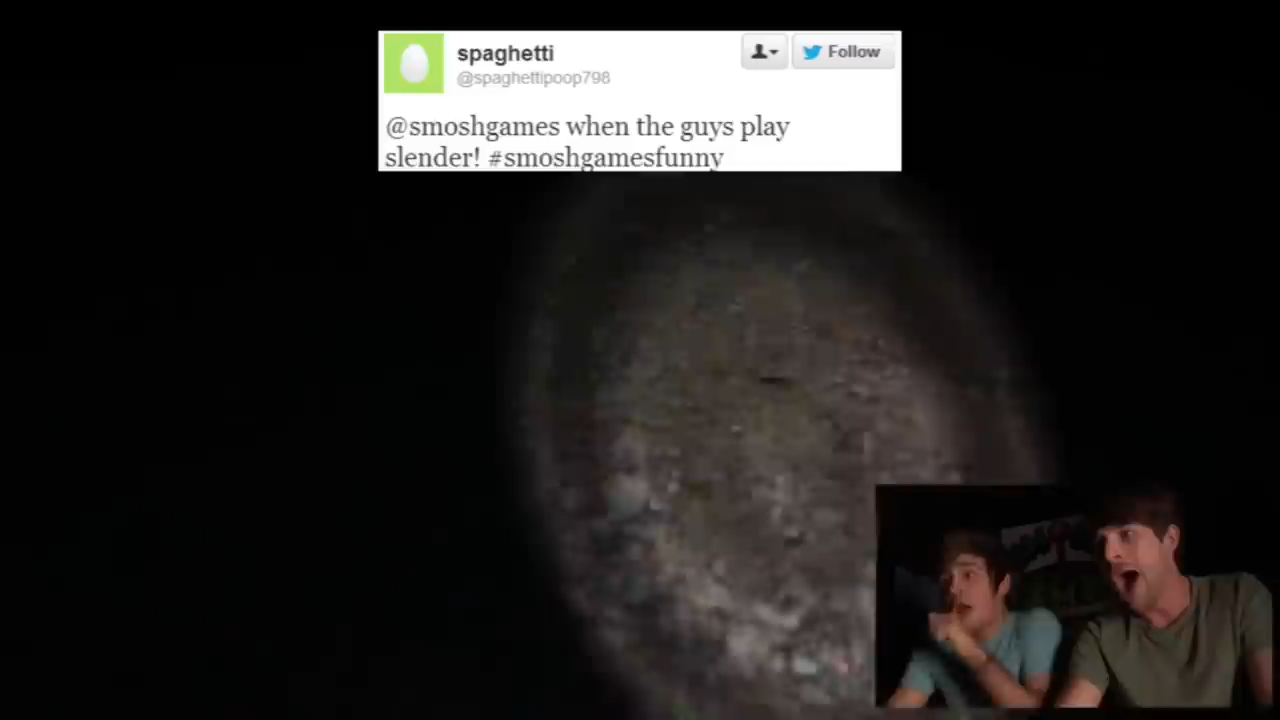 spaghetti
@spaghettipoop798
Follow
@smoshgames when the guys play
slender! #smoshgamesfunny